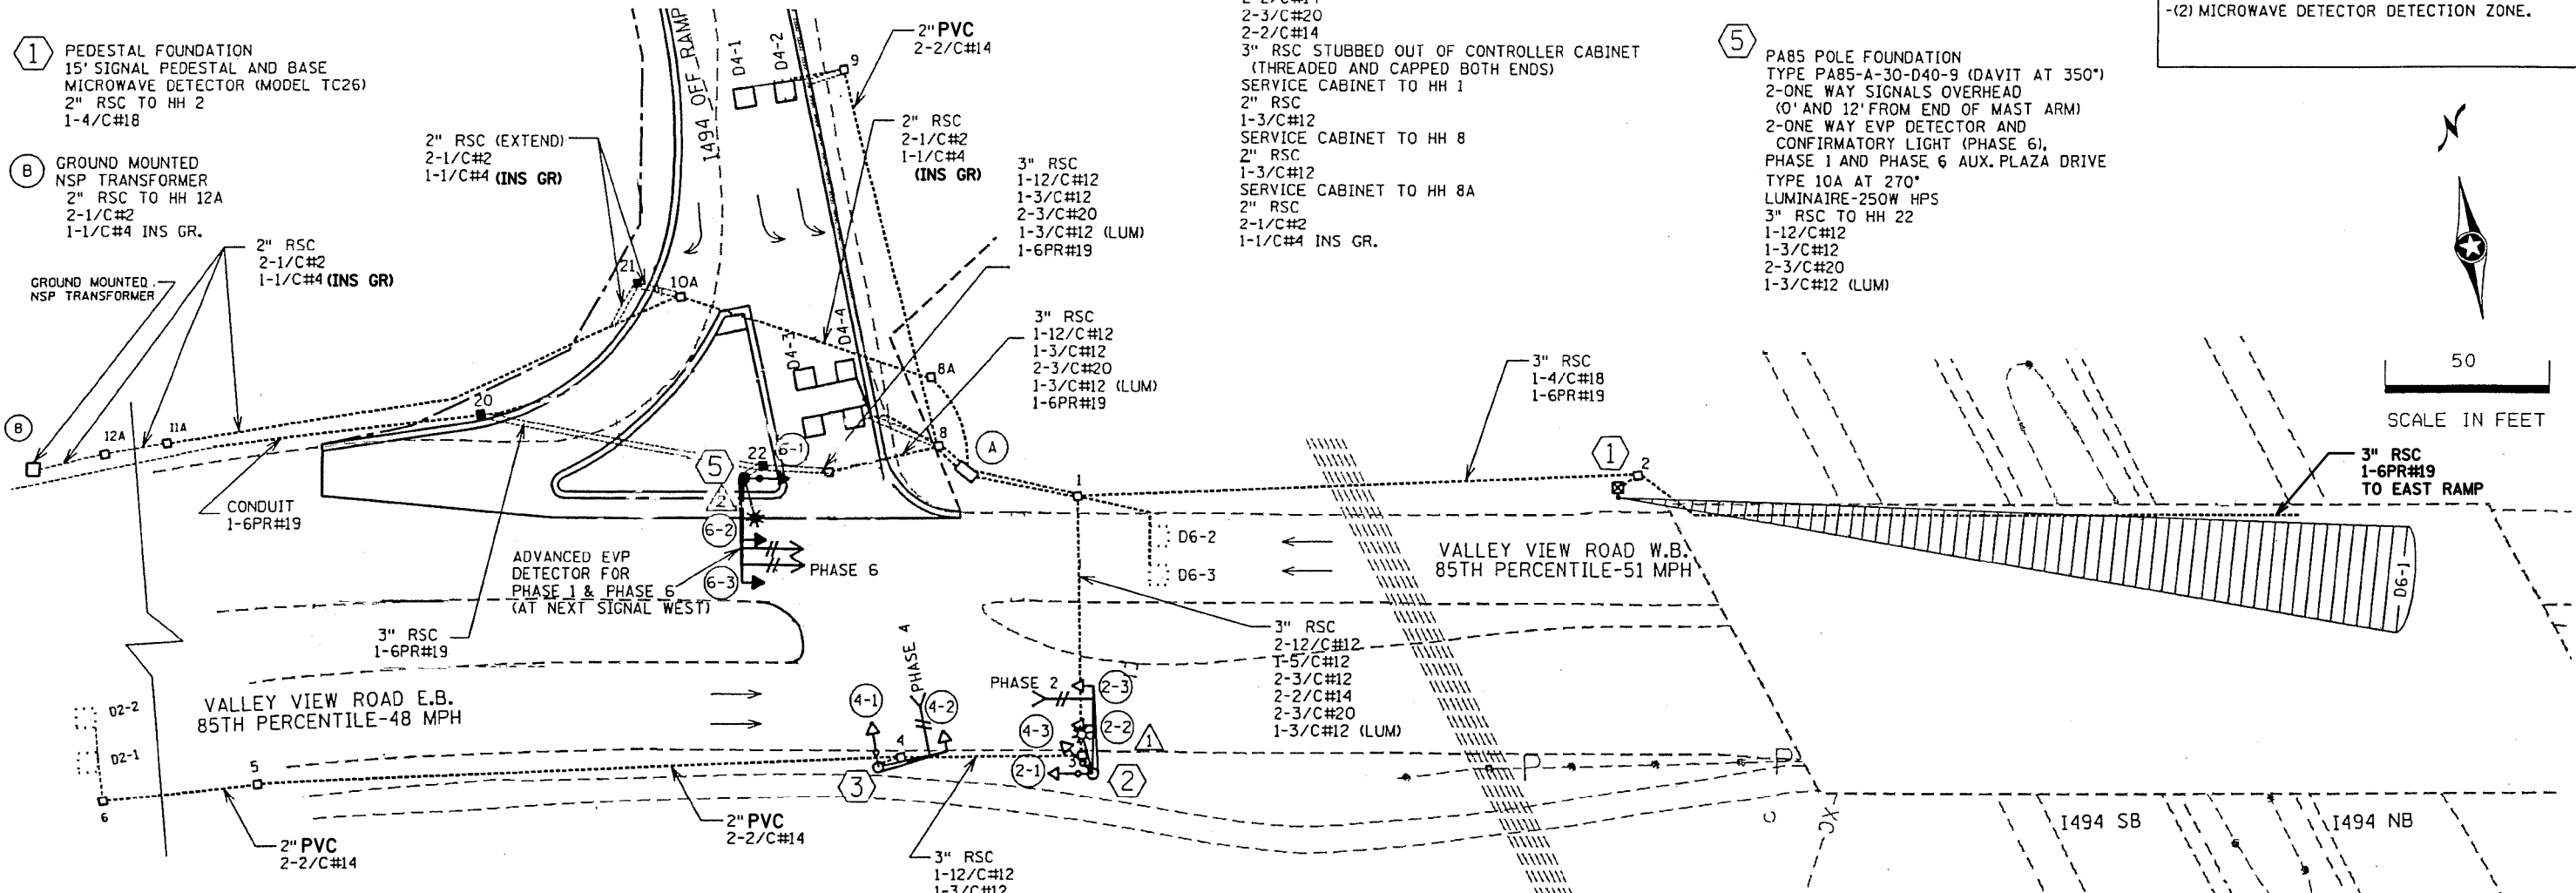 1
PEDESTAL FOUNDATION
15' SIGNAL PEDESTAL AND BASE
MICROWAVE DETECTOR (MODEL TC26)
2" RSC TO HH 2
1-4/C#18
B
GROUND MOUNTED
NSP TRANSFORMER
2" RSC TO HH 12A
2-1/C#2
1-1/C#4 INS GR.
2" RSC
2-1/C#2
1-1/C#4 (INS GR)
GROUND MOUNTED
NSP TRANSFORMER
2" RSC (EXTEND)
2-1/C#2
1-1/C#4 (INS GR)
I494 OFF RAMP
D4-1
D4-2
9
2" PVC
2-2/C#14
2" RSC
2-1/C#2
1-1/C#4
(INS GR)
3" RSC
1-12/C#12
1-3/C#12
2-3/C#20
1-3/C#12 (LUM)
1-6PR#19
3" RSC
1-12/C#12
1-3/C#12
2-3/C#20
1-3/C#12 (LUM)
1-6PR#19
2-3/C#20
2-2/C#14
3" RSC STUBBED OUT OF CONTROLLER CABINET
(THREADED AND CAPPED BOTH ENDS)
SERVICE CABINET TO HH 1
2" RSC
1-3/C#12
SERVICE CABINET TO HH 8
2" RSC
1-3/C#12
SERVICE CABINET TO HH 8A
2" RSC
2-1/C#2
1-1/C#4 INS GR.
5
PA85 POLE FOUNDATION
TYPE PA85-A-30-D40-9 (DAVIT AT 350°)
2-ONE WAY SIGNALS OVERHEAD
(0' AND 12' FROM END OF MAST ARM)
2-ONE WAY EVP DETECTOR AND
CONFIRMATORY LIGHT (PHASE 6),
PHASE 1 AND PHASE 6 AUX. PLAZA DRIVE
TYPE 10A AT 270°
LUMINAIRE-250W HPS
3" RSC TO HH 22
1-12/C#12
1-3/C#12
2-3/C#20
1-3/C#12 (LUM)
-(2) MICROWAVE DETECTOR DETECTION ZONE.
N
50
SCALE IN FEET
3" RSC
1-6PR#19
TO EAST RAMP
3" RSC
1-4/C#18
1-6PR#19
21
10A
D4-3
D4-4
8A
20
B
12A
11A
8
A
6-1
22
5
2
1
1
2
CONDUIT
1-6PR#19
6-2
6-3
ADVANCED EVP
DETECTOR FOR
PHASE 1 & PHASE 6
(AT NEXT SIGNAL WEST)
PHASE 6
D6-2
D6-3
VALLEY VIEW ROAD W.B.
85TH PERCENTILE-51 MPH
D6-1
3" RSC
1-6PR#19
3" RSC
2-12/C#12
1-5/C#12
2-3/C#12
2-2/C#14
2-3/C#20
1-3/C#12 (LUM)
VALLEY VIEW ROAD E.B.
85TH PERCENTILE-48 MPH
D2-2
D2-1
PHASE 4
4-1
4-2
PHASE 2
2-3
2-2
4-3
1
2-1
3
2
4
3
5
6
P
P
2" PVC
2-2/C#14
2" PVC
2-2/C#14
3" RSC
1-12/C#12
1-3/C#12
I494 SB
I494 NB